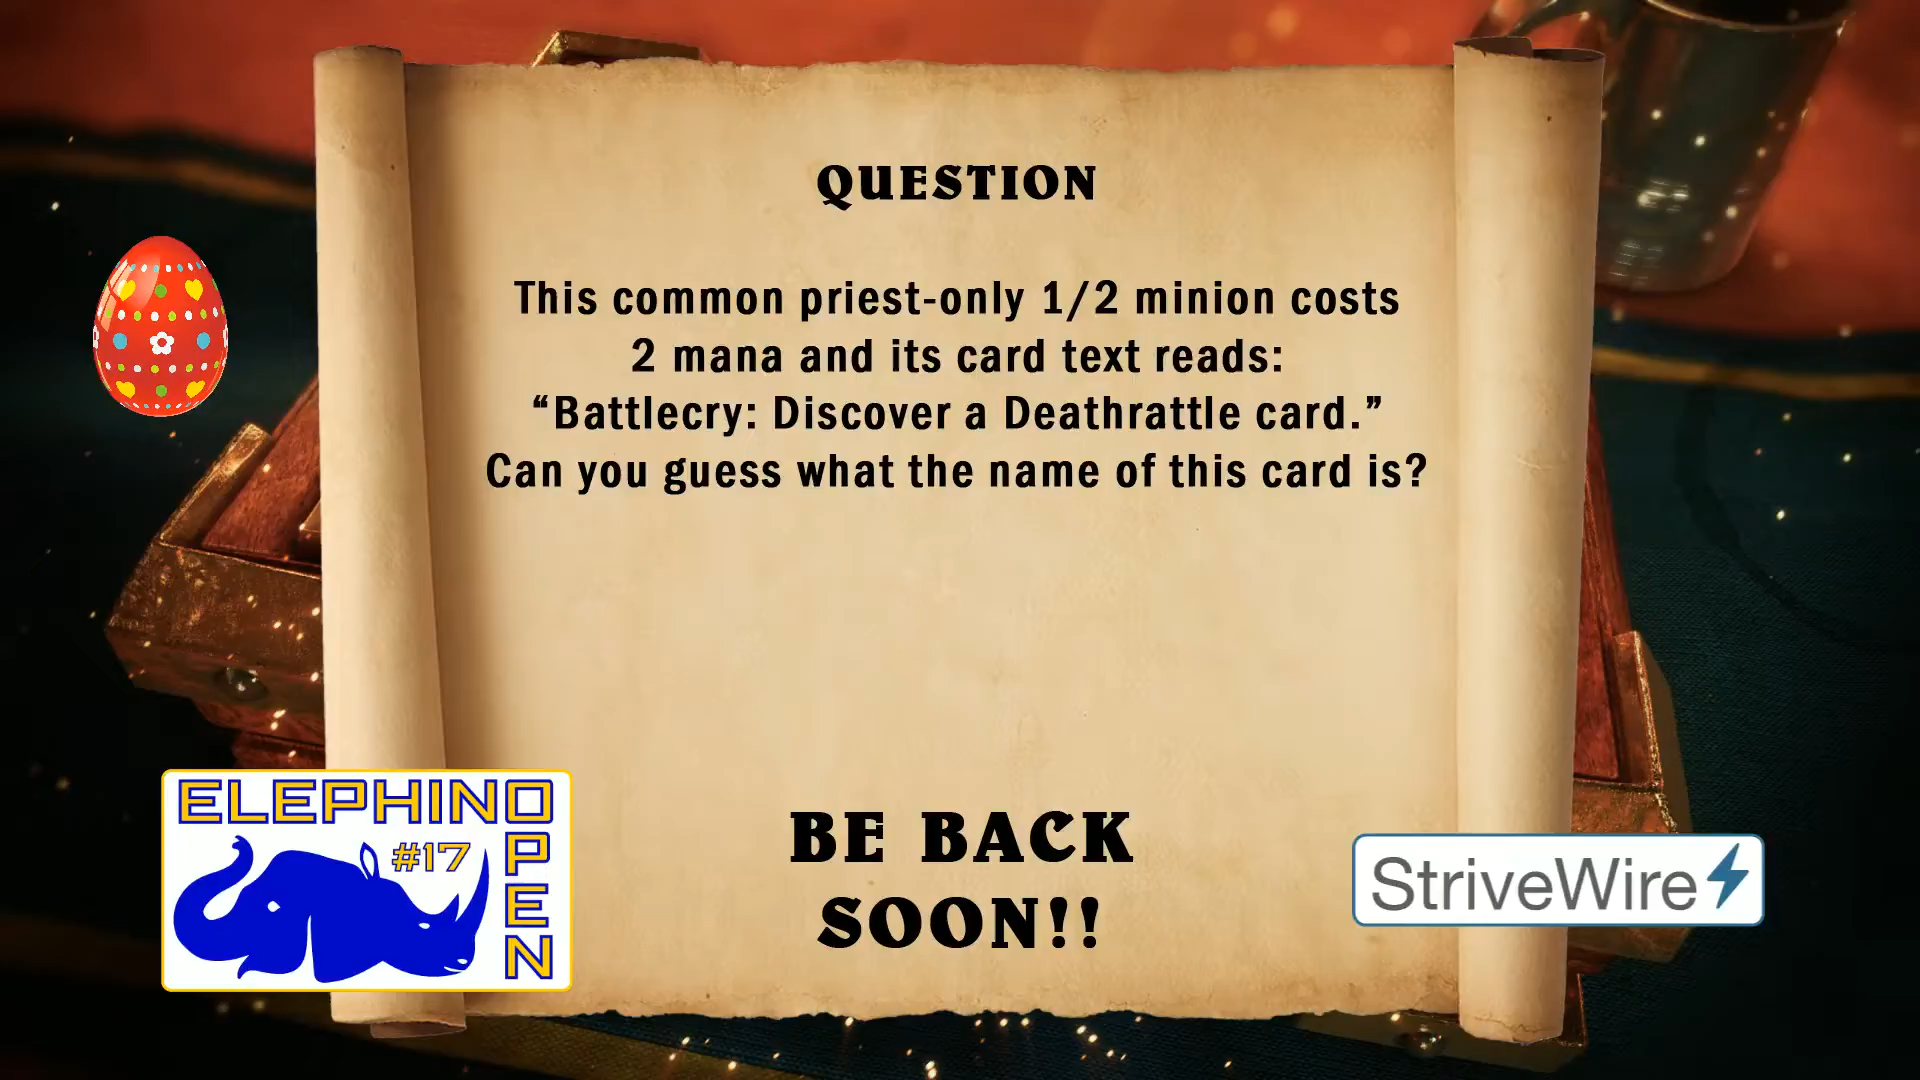 QUESTION
This common priest-only 1/2 minion costs
2 mana and its card text reads:
“Battlecry: Discover a Deathrattle card.”
Can you guess what the name of this card is?
BE BACK
SOON!!
ELEPHINO
OPEN
#17
StriveWire